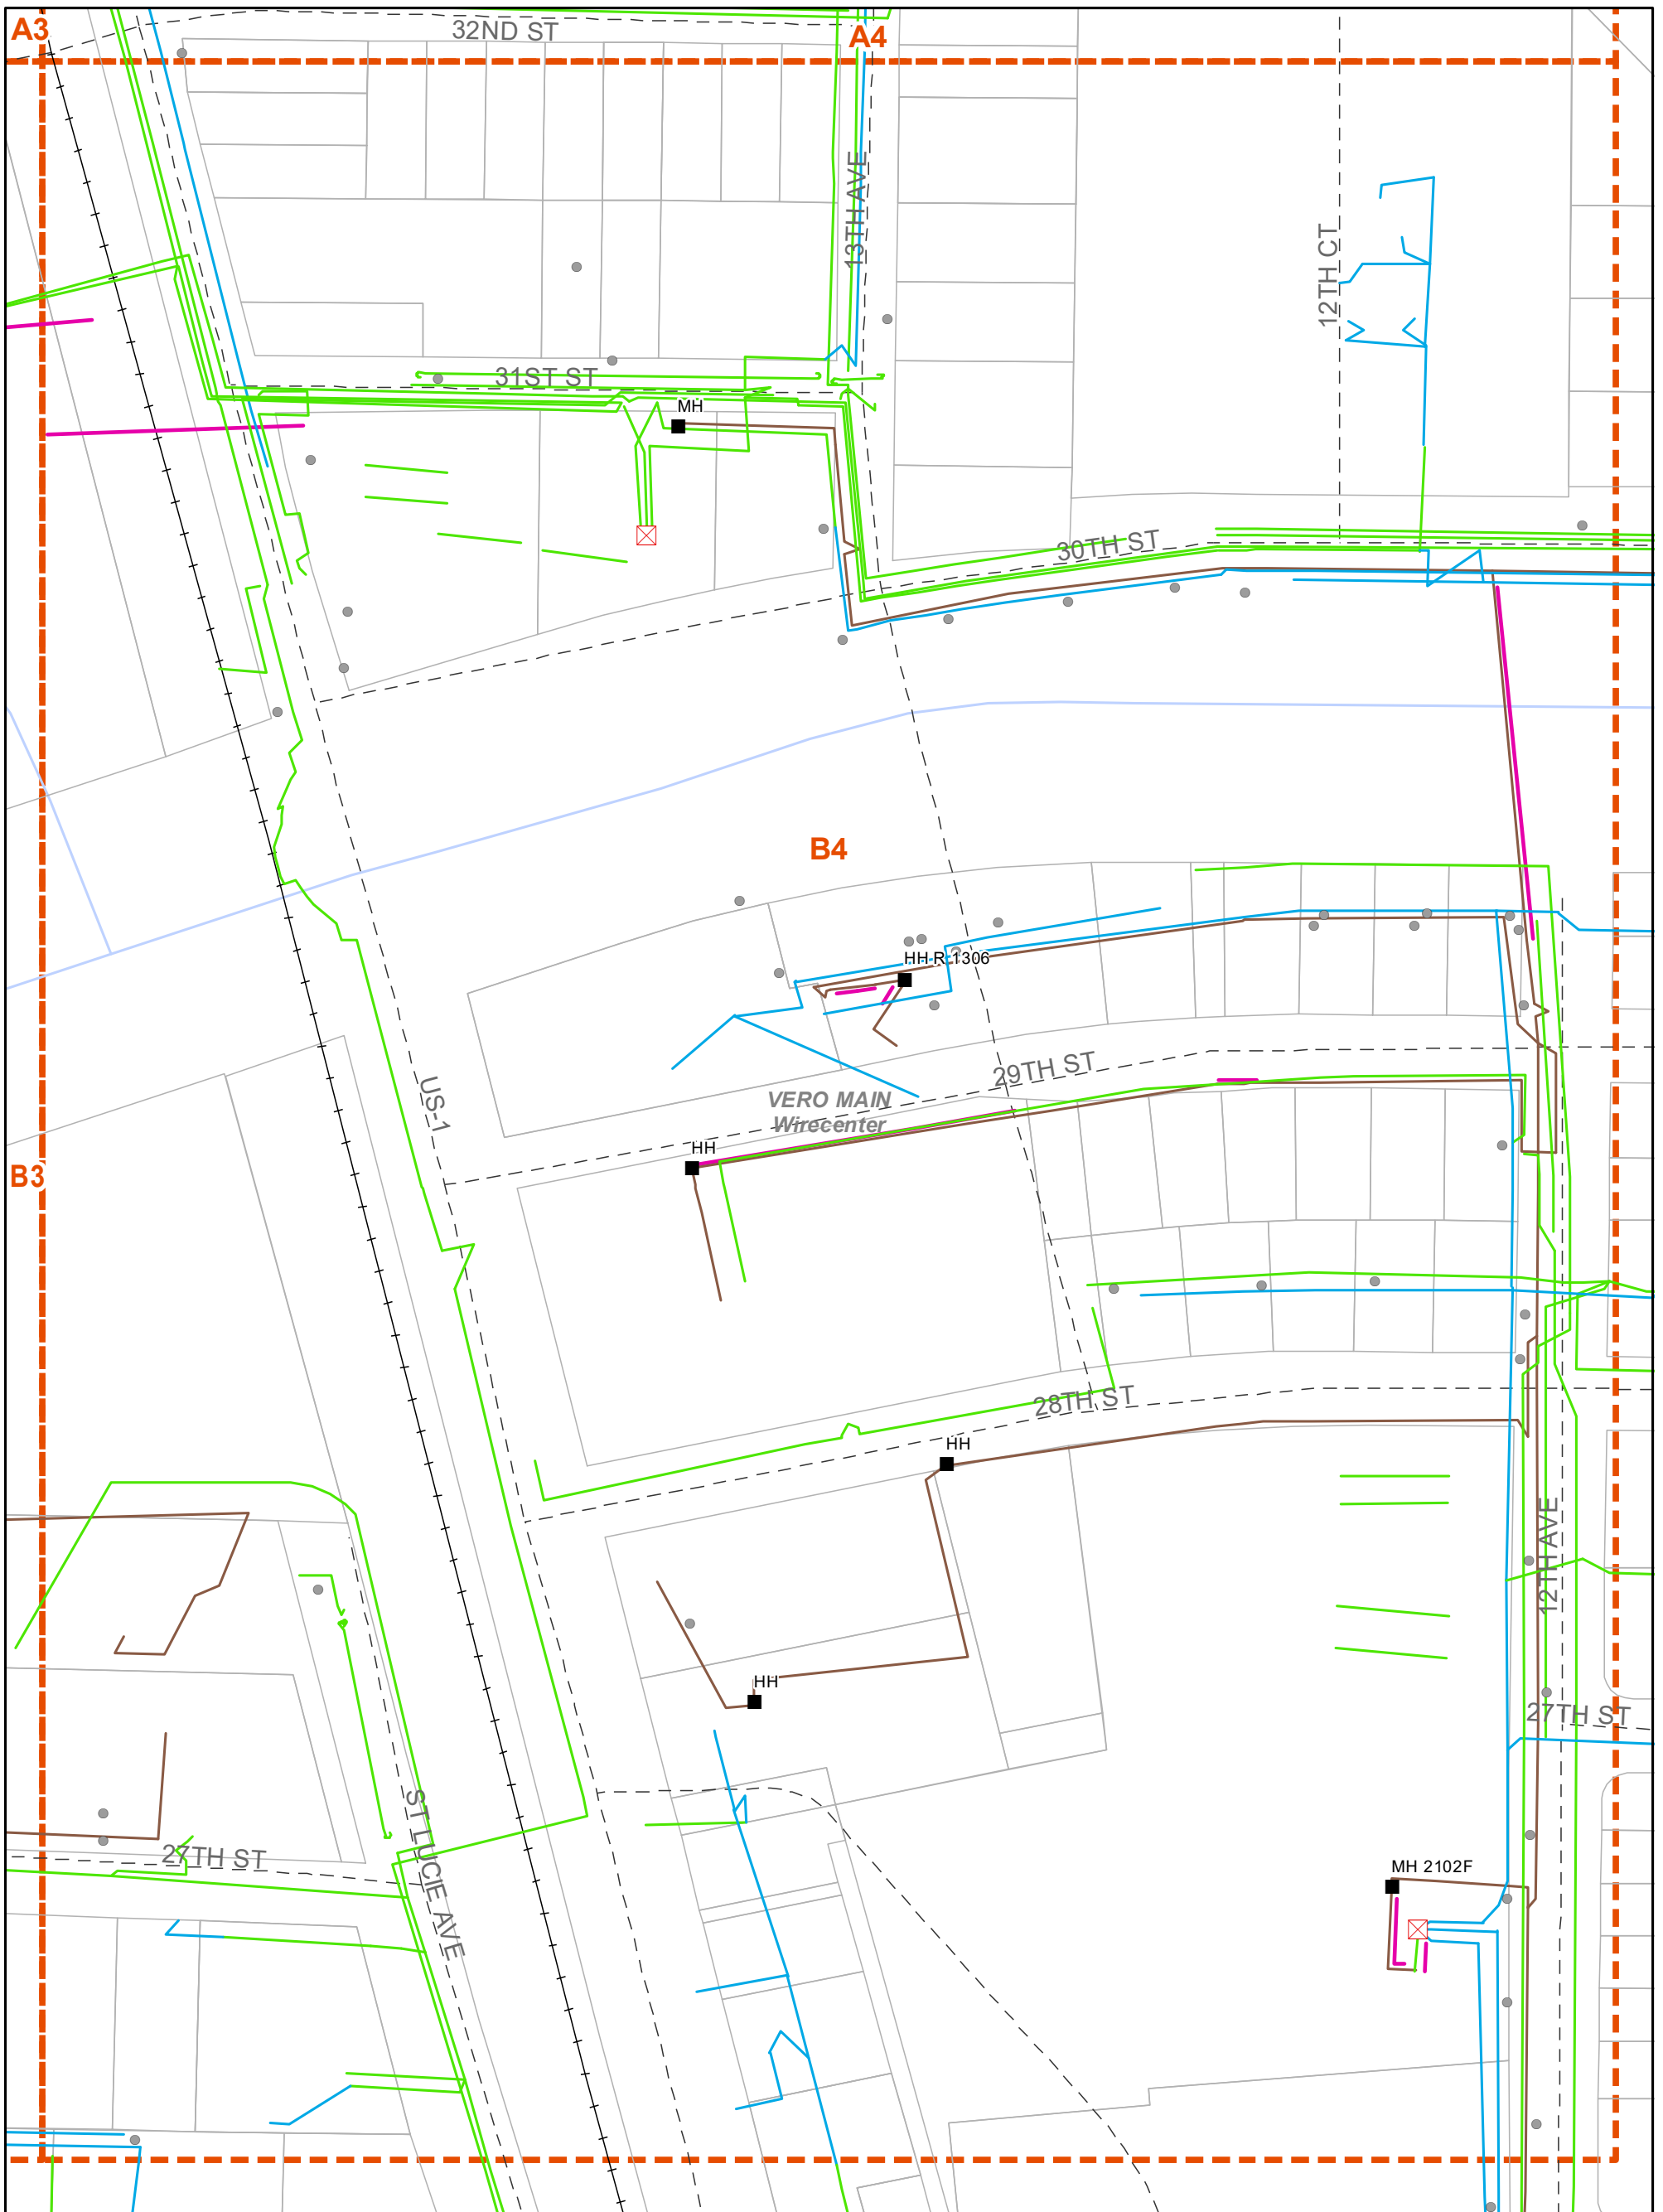 A3
32ND ST
A4
13TH AVE
12TH CT
31ST ST
MH
30TH ST
B4
HH-R 1306
29TH ST
VERO MAIN
Wirecenter
US-1
HH
B3
28TH ST
HH
12TH AVE
HH
27TH ST
ST LUCIE AVE
27TH ST
MH 2102F